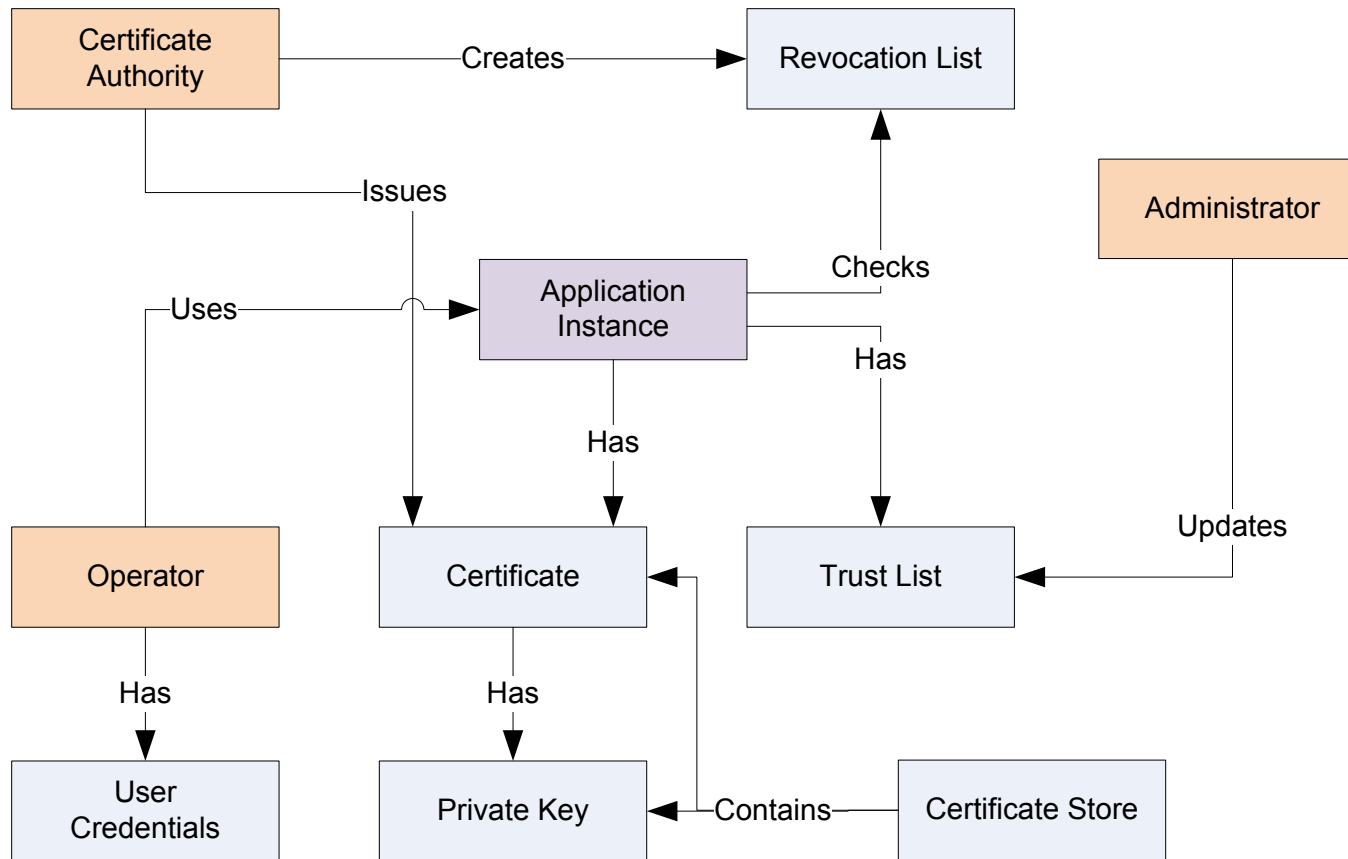 Certificate
Authority
Creates
Revocation List
Issues
Administrator
Checks
Uses
Application
Instance
Has
Has
Updates
Operator
Certificate
Trust List
Has
Has
User
Credentials
Private Key
Contains
Certificate Store